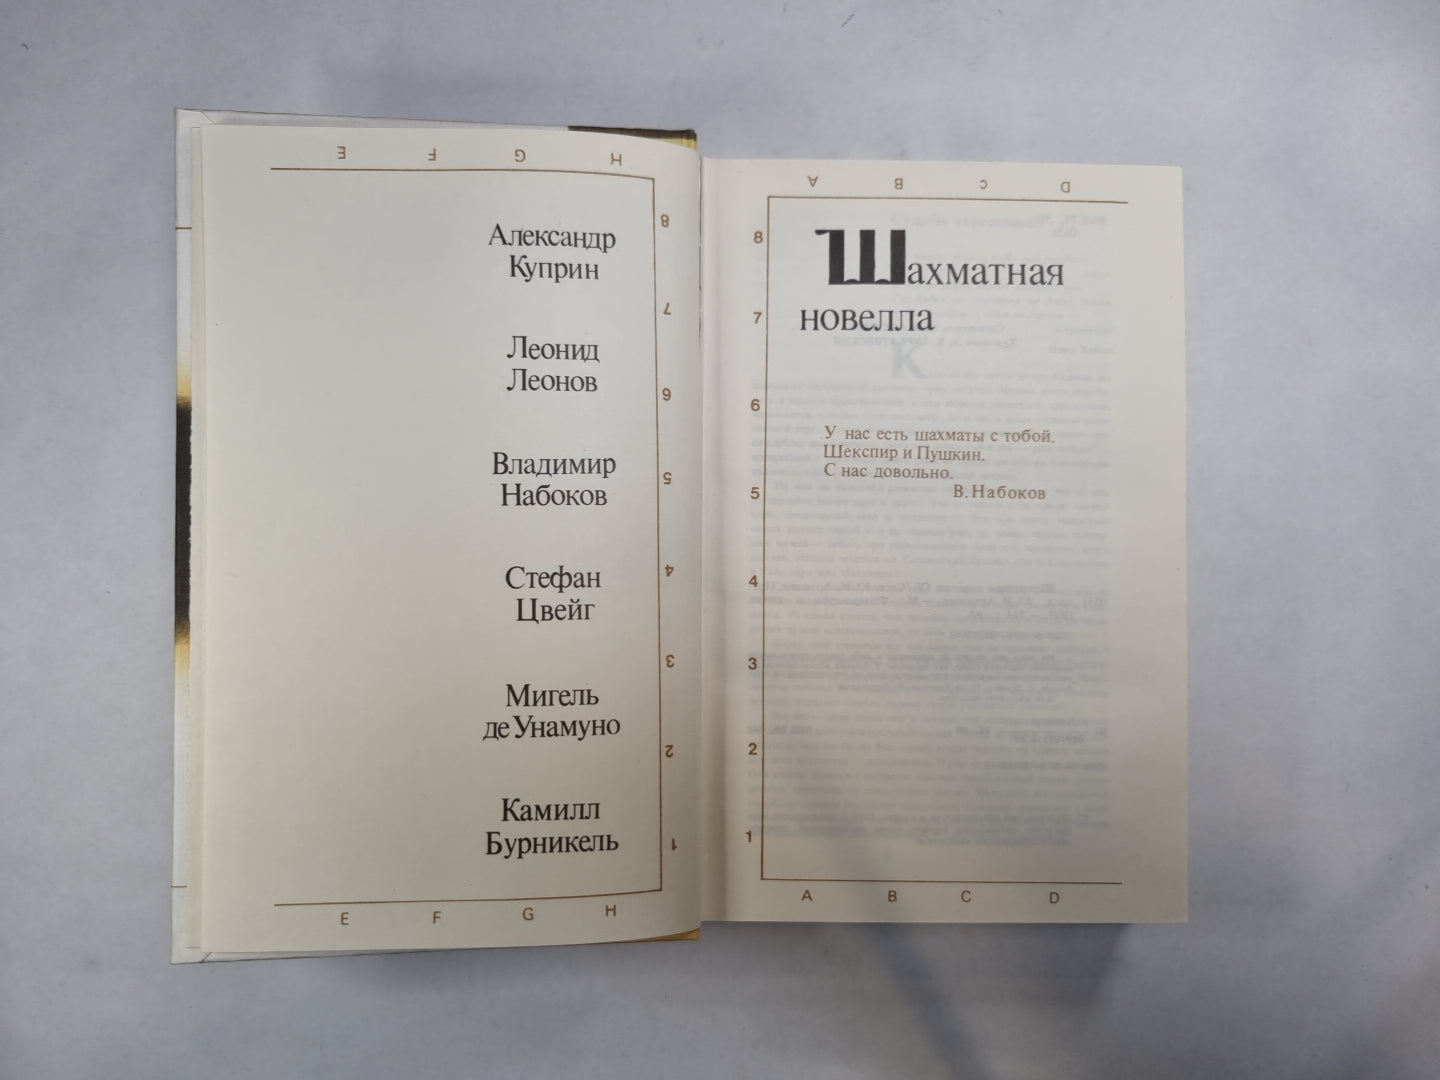 E F G H
8
Александр
Куприн
7
Леонид
Леонов
6
Владимир
Набоков
5
Стефан
Цвейг
4
3
Мигель
де Унамуно
2
Камилл
Бурникель
1
E F G H
A B C D
8
Шахматная
новелла
7
6
У нас есть шахматы с тобой.
Шекспир и Пушкин.
С нас довольно.
В. Набоков
5
4
3
2
1
A B C D